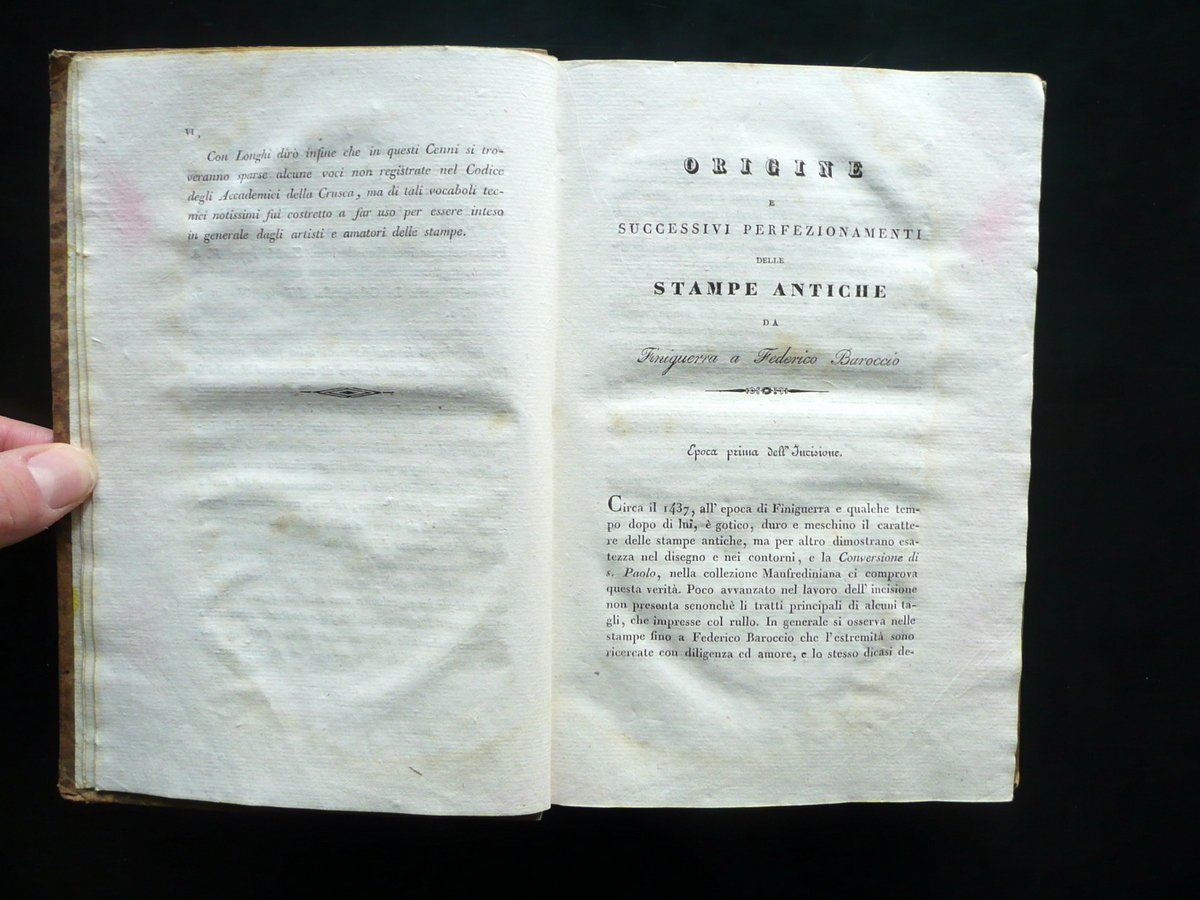 VI,
Con Longhi dirò infine che in questi Cenni si tro-
veranno sparse alcune voci non registrate nel Codice
degli Accademici della Crusca, ma di tali vocaboli tec-
nici notissimi fui costretto a far uso per essere inteso
in generale dagli artisti e amatori delle stampe.
ORIGINE
E
SUCCESSIVI PERFEZIONAMENTI
DELLE
STAMPE ANTICHE
DA
Finiguerra a Federico Baroccio
Epoca prima dell' Incisione.
Circa il 1437, all' epoca di Finiguerra e qualche tem-
po dopo di lui, è gotico, duro e meschino il caratte-
re delle stampe antiche, ma per altro dimostrano esa-
tezza nel disegno e nei contorni, e la Conversione di
s. Paolo, nella collezione Manfrediniana ci comprova
questa verità. Poco avvanzato nel lavoro dell' incisione
non presenta senonchè li tratti principali di alcuni ta-
gli, che impresse col rullo. In generale si osserva nelle
stampe fino a Federico Baroccio che l'estremità sono
ricercate con diligenza ed amore, e lo stesso dicasi de-